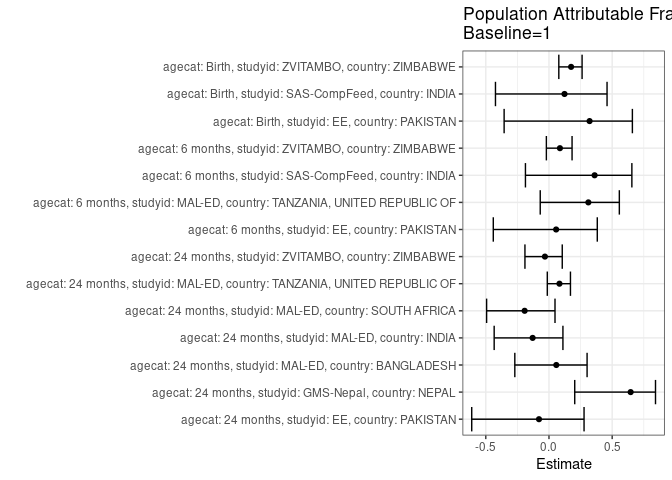 Population Attributable Fra
Baseline=1
agecat: Birth, studyid: ZVITAMBO, country: ZIMBABWE
agecat: Birth, studyid: SAS-CompFeed, country: INDIA
agecat: Birth, studyid: EE, country: PAKISTAN
agecat: 6 months, studyid: ZVITAMBO, country: ZIMBABWE
agecat: 6 months, studyid: SAS-CompFeed, country: INDIA
agecat: 6 months, studyid: MAL-ED, country: TANZANIA, UNITED REPUBLIC OF
agecat: 6 months, studyid: EE, country: PAKISTAN
agecat: 24 months, studyid: ZVITAMBO, country: ZIMBABWE
agecat: 24 months, studyid: MAL-ED, country: TANZANIA, UNITED REPUBLIC OF
agecat: 24 months, studyid: MAL-ED, country: SOUTH AFRICA
agecat: 24 months, studyid: MAL-ED, country: INDIA
agecat: 24 months, studyid: MAL-ED, country: BANGLADESH
agecat: 24 months, studyid: GMS-Nepal, country: NEPAL
agecat: 24 months, studyid: EE, country: PAKISTAN
-0.5 0.0 0.5
Estimate